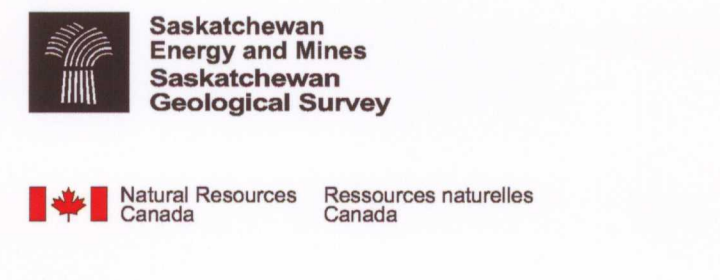 Saskatchewan
Energy and Mines
Saskatchewan
Geological Survey
Natural Resources
Canada
Ressources naturelles
Canada